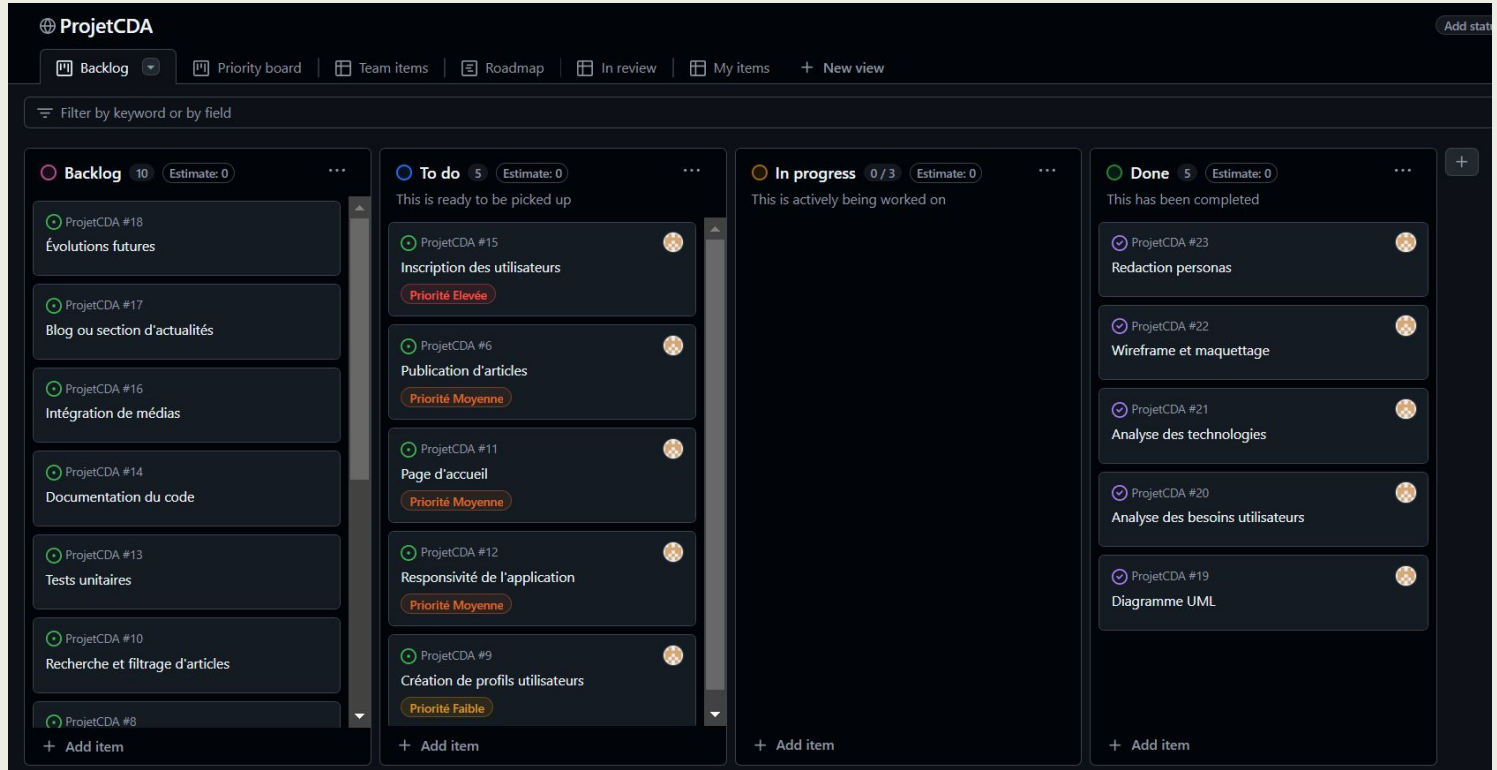 ProjetCDA
Add stat
Backlog
Priority board
Team items
Roadmap
In review
My items
+ New view
Filter by keyword or by field
Backlog 10 Estimate: 0 ...
ProjetCDA #18
Évolutions futures
ProjetCDA #17
Blog ou section d'actualités
ProjetCDA #16
Intégration de médias
ProjetCDA #14
Documentation du code
ProjetCDA #13
Tests unitaires
ProjetCDA #10
Recherche et filtrage d'articles
ProjetCDA #8
+ Add item
To do 5 Estimate: 0 ...
This is ready to be picked up
ProjetCDA #15
Inscription des utilisateurs
Priorité Elevée
ProjetCDA #6
Publication d'articles
Priorité Moyenne
ProjetCDA #11
Page d'accueil
Priorité Moyenne
ProjetCDA #12
Responsivité de l'application
Priorité Moyenne
ProjetCDA #9
Création de profils utilisateurs
Priorité Faible
+ Add item
In progress 0 / 3 Estimate: 0 ...
This is actively being worked on
+ Add item
Done 5 Estimate: 0 ...
This has been completed
ProjetCDA #23
Redaction personas
ProjetCDA #22
Wireframe et maquettage
ProjetCDA #21
Analyse des technologies
ProjetCDA #20
Analyse des besoins utilisateurs
ProjetCDA #19
Diagramme UML
+ Add item
+